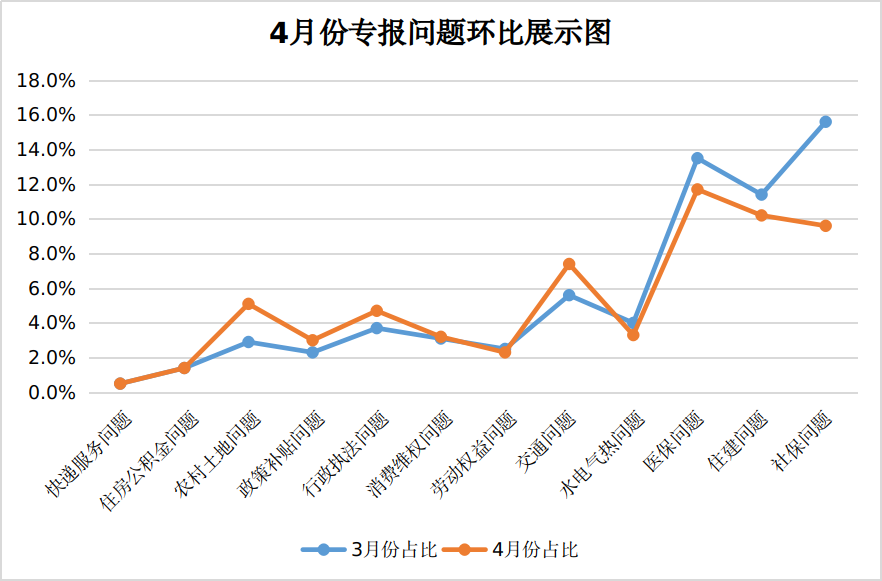 4月份专报问题环比展示图
18.0%
16.0%
14.0%
12.0%
10.0%
8.0%
6.0%
4.0%
2.0%
0.0%
快递服务问题
住房公积金问题
农村土地问题
政策补贴问题
行政执法问题
消费维权问题
劳动权益问题
交通问题
水电气热问题
医保问题
住建问题
社保问题
3月份占比 4月份占比